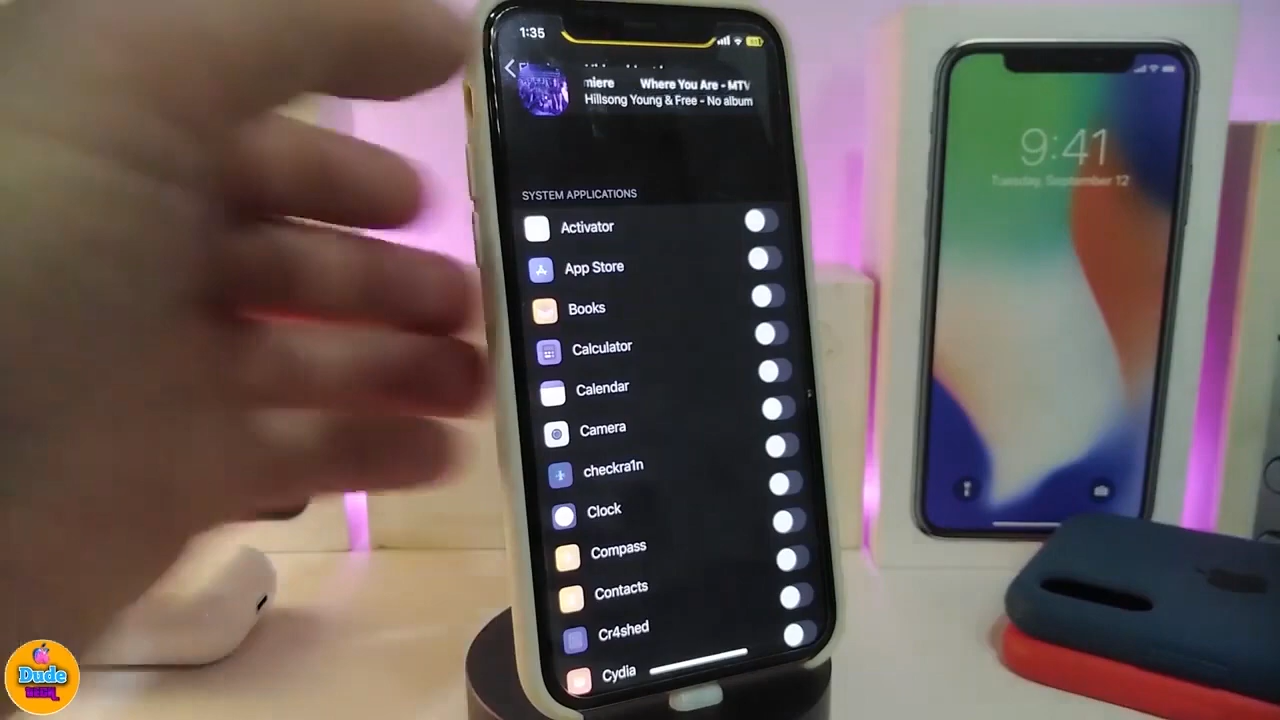 1:35
miere Where You Are - MTV
Hillsong Young & Free - No album
SYSTEM APPLICATIONS
Activator
App Store
Books
Calculator
Calendar
Camera
checkra1n
Clock
Compass
Contacts
Cr4shed
Cydia
9:41
Tuesday, September 12
Dude